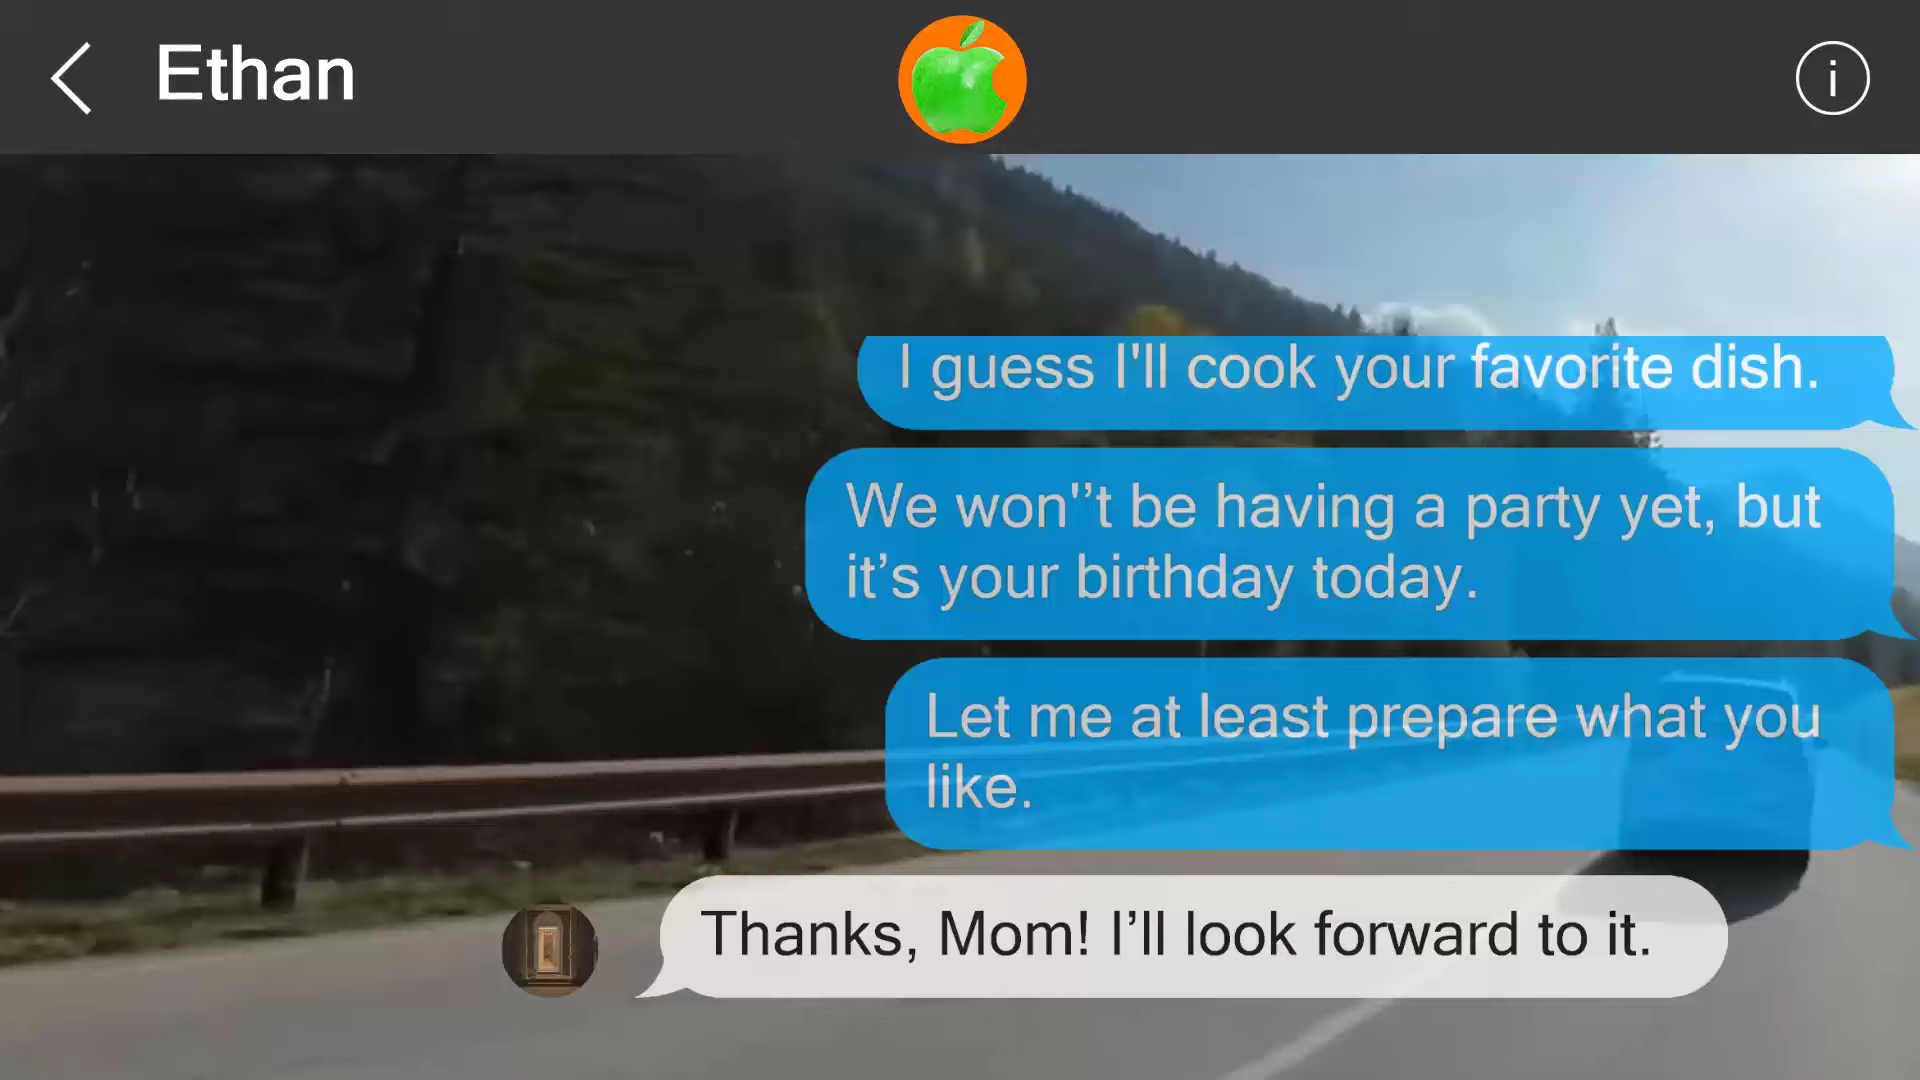 Ethan
i
I guess I'll cook your favorite dish.
We won"’t be having a party yet, but
it’s your birthday today.
Let me at least prepare what you
like.
Thanks, Mom! I’ll look forward to it.